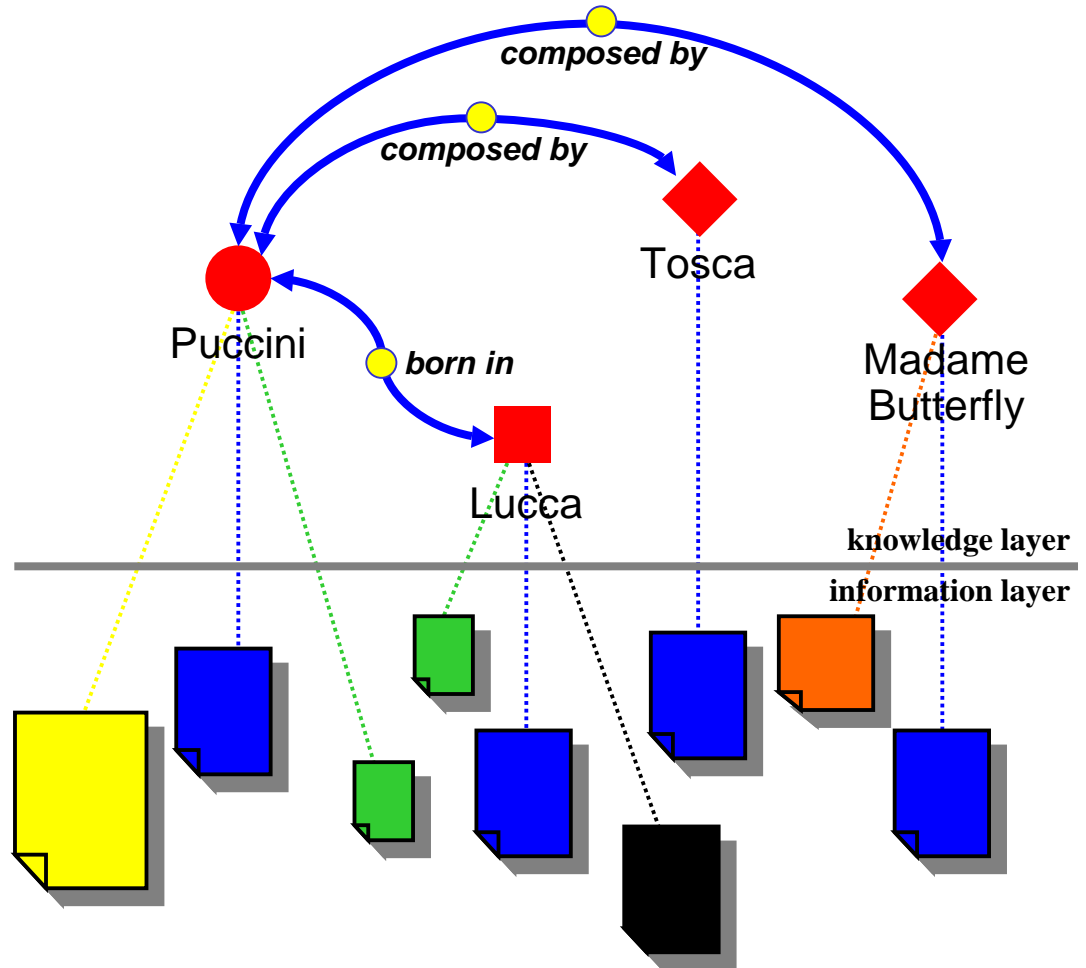 composed by
composed by
Tosca
Puccini
born in
Madame
Butterfly
Lucca
knowledge layer
information layer